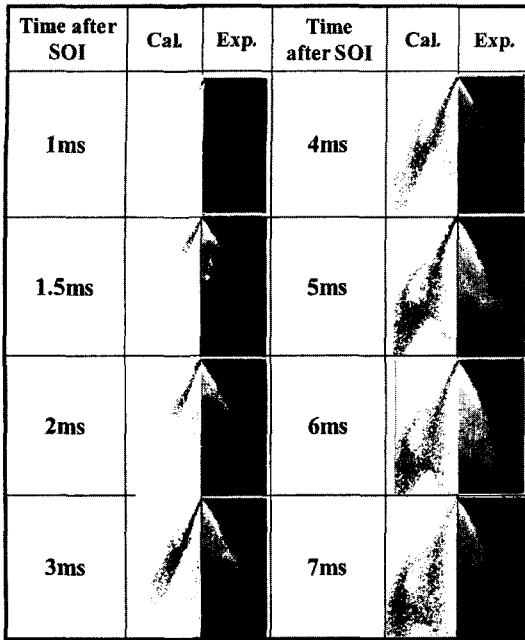 Time after SOI Cal. Exp. Time after SOI Cal. Exp.
1ms 4ms
1.5ms 5ms
2ms 6ms
3ms 7ms